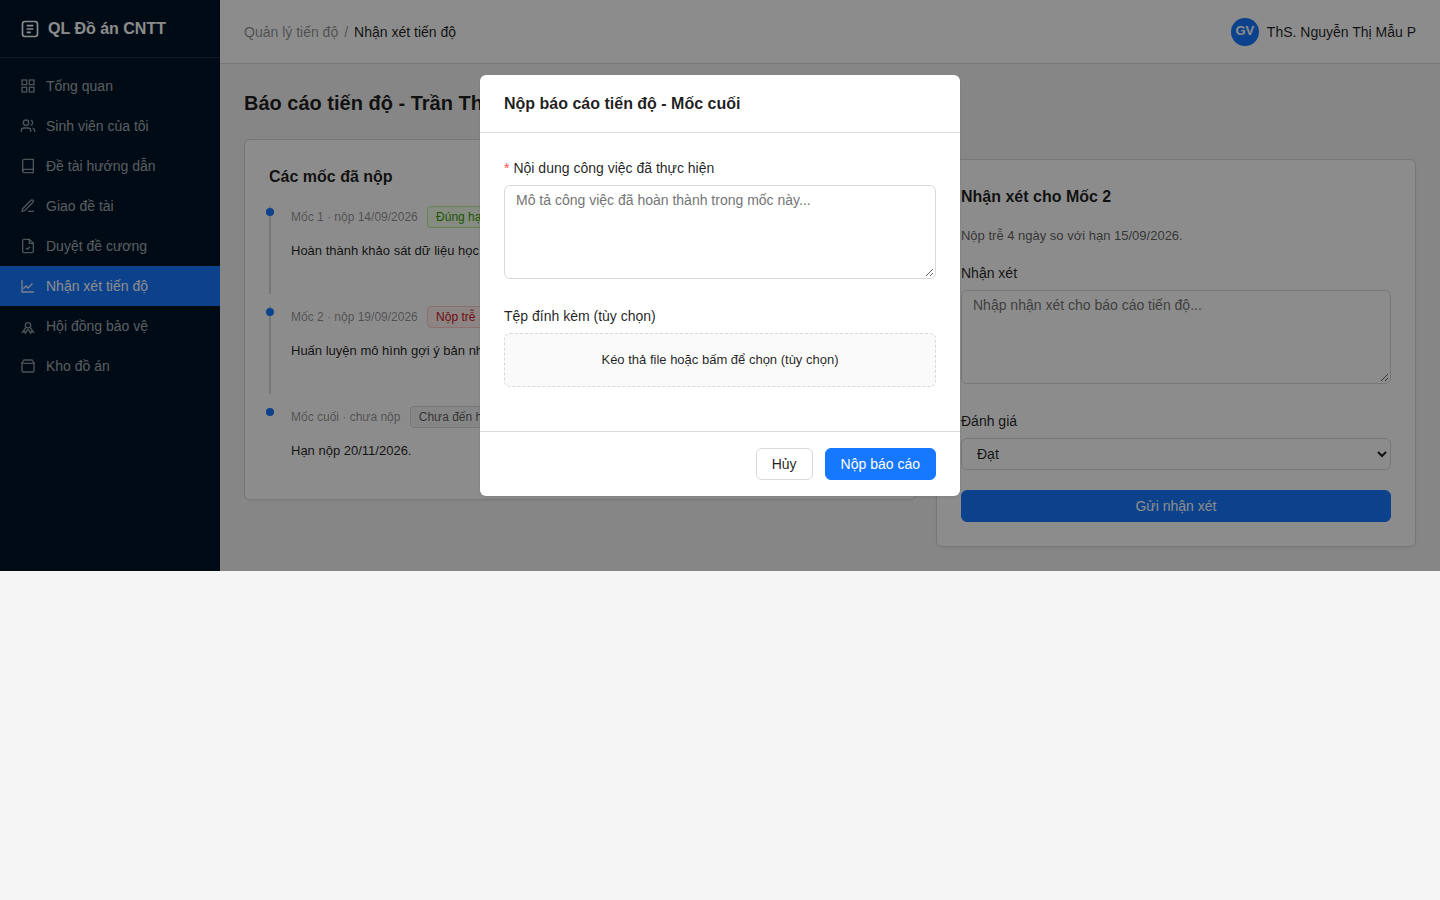 QL Đồ án CNTT
Tổng quan
Sinh viên của tôi
Đề tài hướng dẫn
Giao đề tài
Duyệt đề cương
Nhận xét tiến độ
Hội đồng bảo vệ
Kho đồ án
Quản lý tiến độ / Nhận xét tiến độ
GV ThS. Nguyễn Thị Mẫu P
Báo cáo tiến độ - Trần Th
Các mốc đã nộp
Mốc 1 · nộp 14/09/2026 Đúng hạ
Hoàn thành khảo sát dữ liệu học
Mốc 2 · nộp 19/09/2026 Nộp trễ
Huấn luyện mô hình gợi ý bản nh
Mốc cuối · chưa nộp Chưa đến h
Hạn nộp 20/11/2026.
Nộp báo cáo tiến độ - Mốc cuối
* Nội dung công việc đã thực hiện
Mô tả công việc đã hoàn thành trong mốc này...
Tệp đính kèm (tùy chọn)
Kéo thả file hoặc bấm để chọn (tùy chọn)
Hủy
Nộp báo cáo
Nhận xét cho Mốc 2
Nộp trễ 4 ngày so với hạn 15/09/2026.
Nhận xét
Nhập nhận xét cho báo cáo tiến độ...
Đánh giá
Đạt
Gửi nhận xét